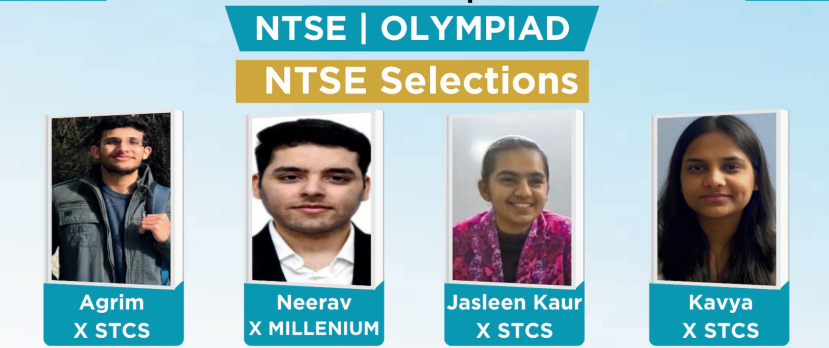 NTSE | OLYMPIAD
NTSE Selections
Agrim
X STCS
Neerav
X MILLENIUM
Jasleen Kaur
X STCS
Kavya
X STCS